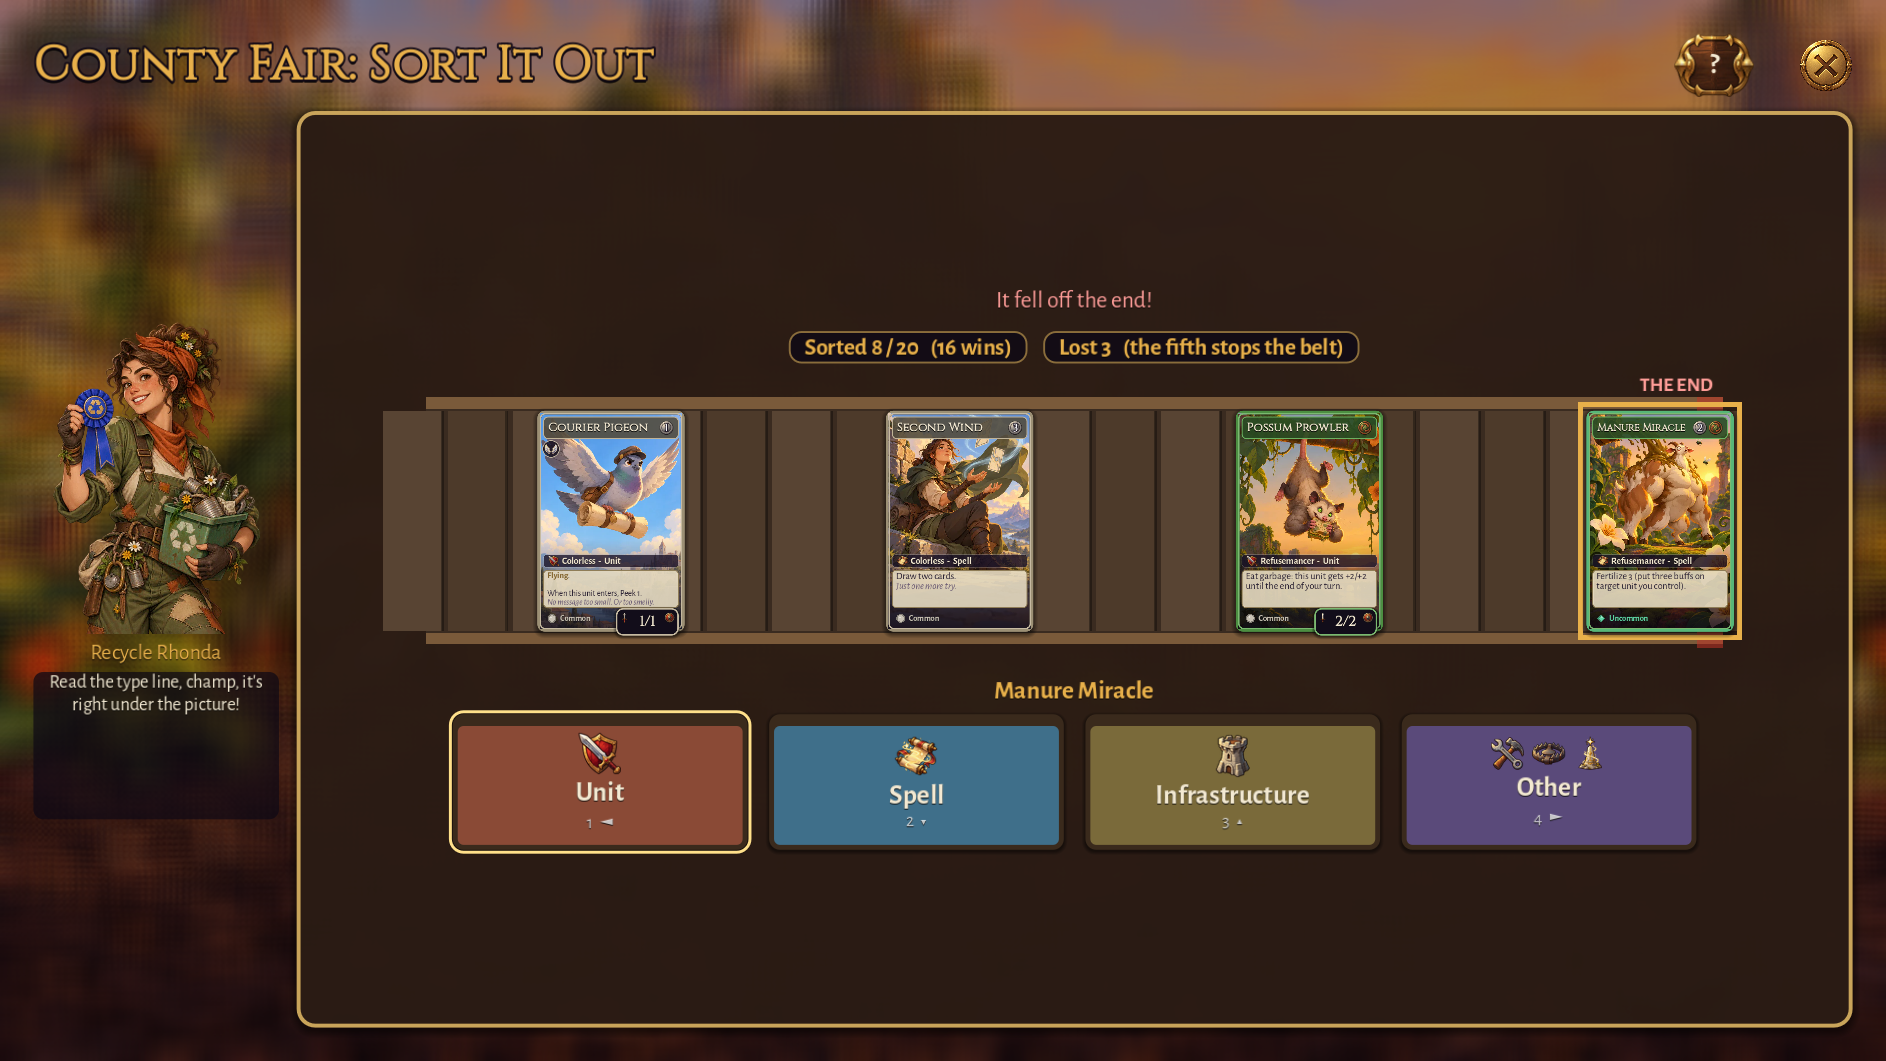 County Fair: Sort It Out
?
It fell off the end!
Sorted 8 / 20 (16 wins)
Lost 3 (the fifth stops the belt)
THE END
Courier Pigeon 1
Colorless - Unit
Flying.
When this unit enters, Peek 1.
No message too small. Or too smelly.
Common
1/1
Second Wind
Colorless - Spell
Draw two cards.
Just one more try.
Common
Possum Prowler
Refusemancer - Unit
Eat garbage: this unit gets +2/+2
until the end of your turn.
Common
2/2
Manure Miracle 2
Refusemancer - Spell
Fertilize 3 (put three buffs on
target unit you control).
Uncommon
Recycle Rhonda
Read the type line, champ, it's
right under the picture!
Manure Miracle
Unit
1
Spell
2
Infrastructure
3
Other
4